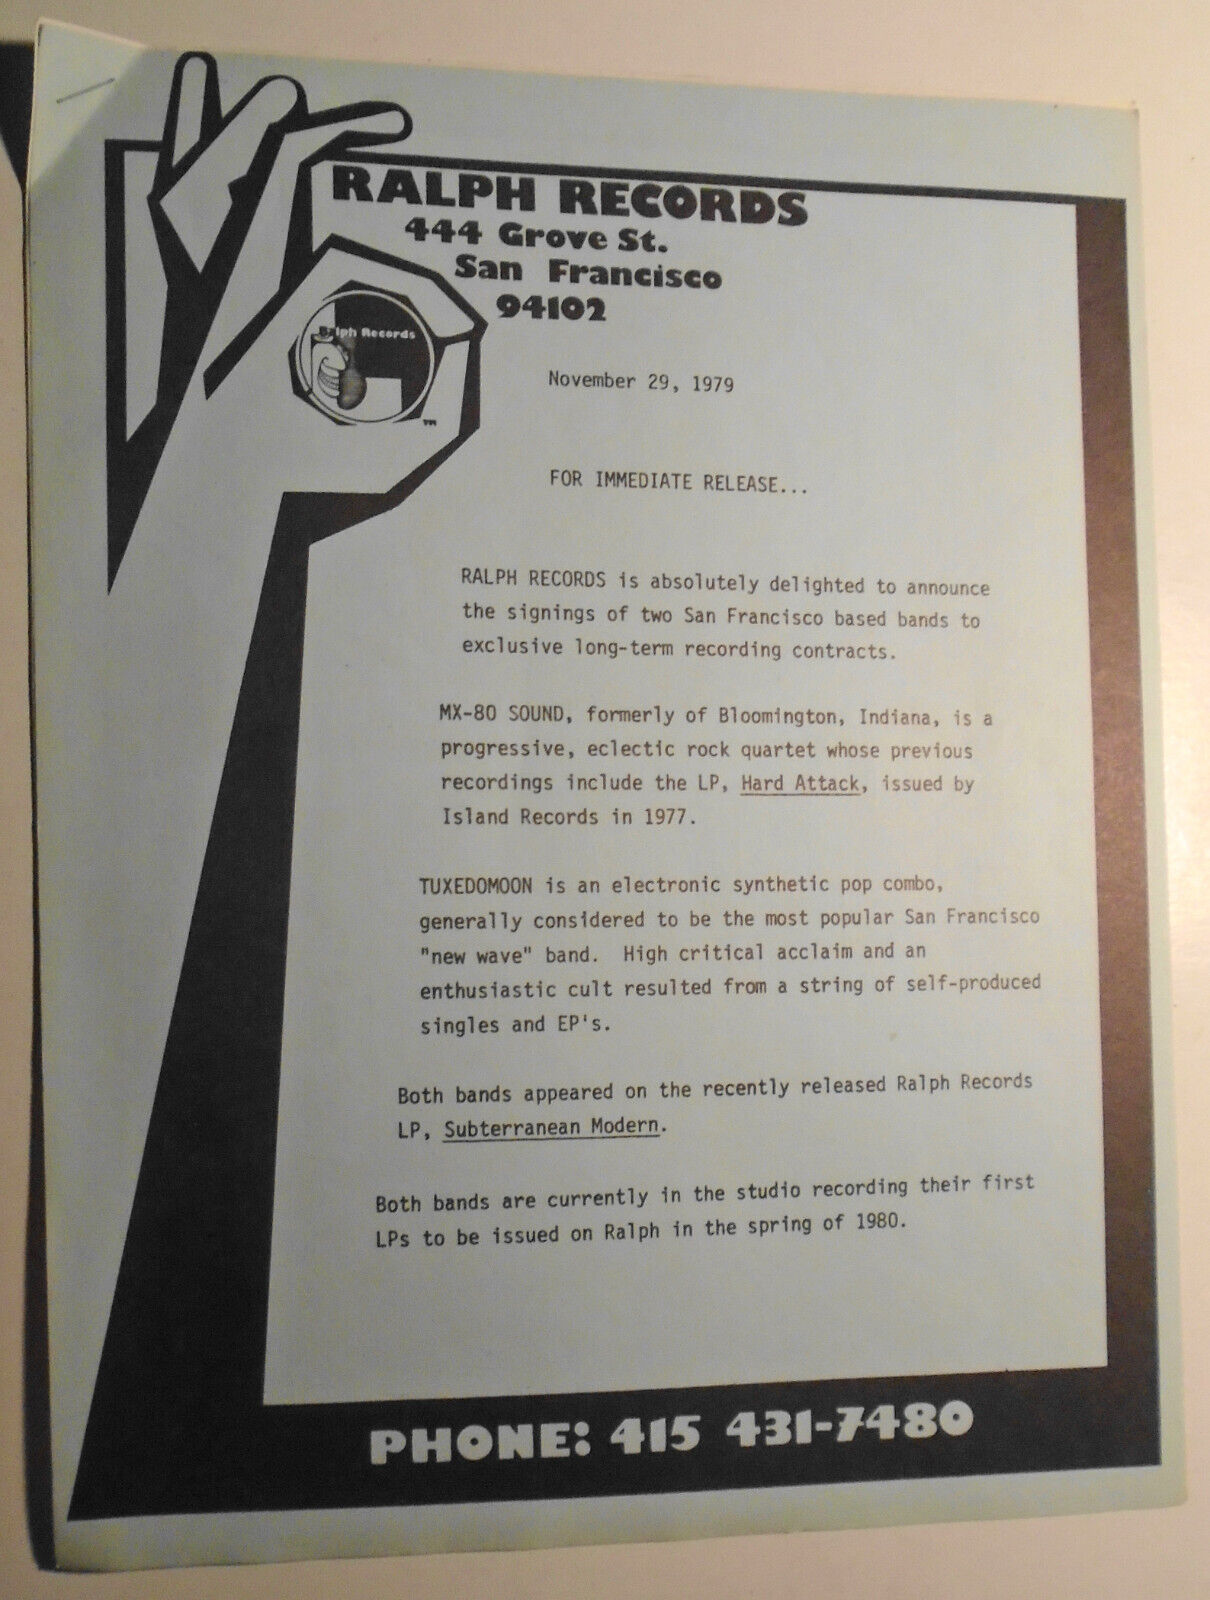 RALPH RECORDS
444 Grove St.
San Francisco
94102
Ralph Records
TM
November 29, 1979
FOR IMMEDIATE RELEASE...
RALPH RECORDS is absolutely delighted to announce
the signings of two San Francisco based bands to
exclusive long-term recording contracts.
MX-80 SOUND, formerly of Bloomington, Indiana, is a
progressive, eclectic rock quartet whose previous
recordings include the LP, Hard Attack, issued by
Island Records in 1977.
TUXEDOMOON is an electronic synthetic pop combo,
generally considered to be the most popular San Francisco
"new wave" band. High critical acclaim and an
enthusiastic cult resulted from a string of self-produced
singles and EP's.
Both bands appeared on the recently released Ralph Records
LP, Subterranean Modern.
Both bands are currently in the studio recording their first
LPs to be issued on Ralph in the spring of 1980.
PHONE: 415 431-7480